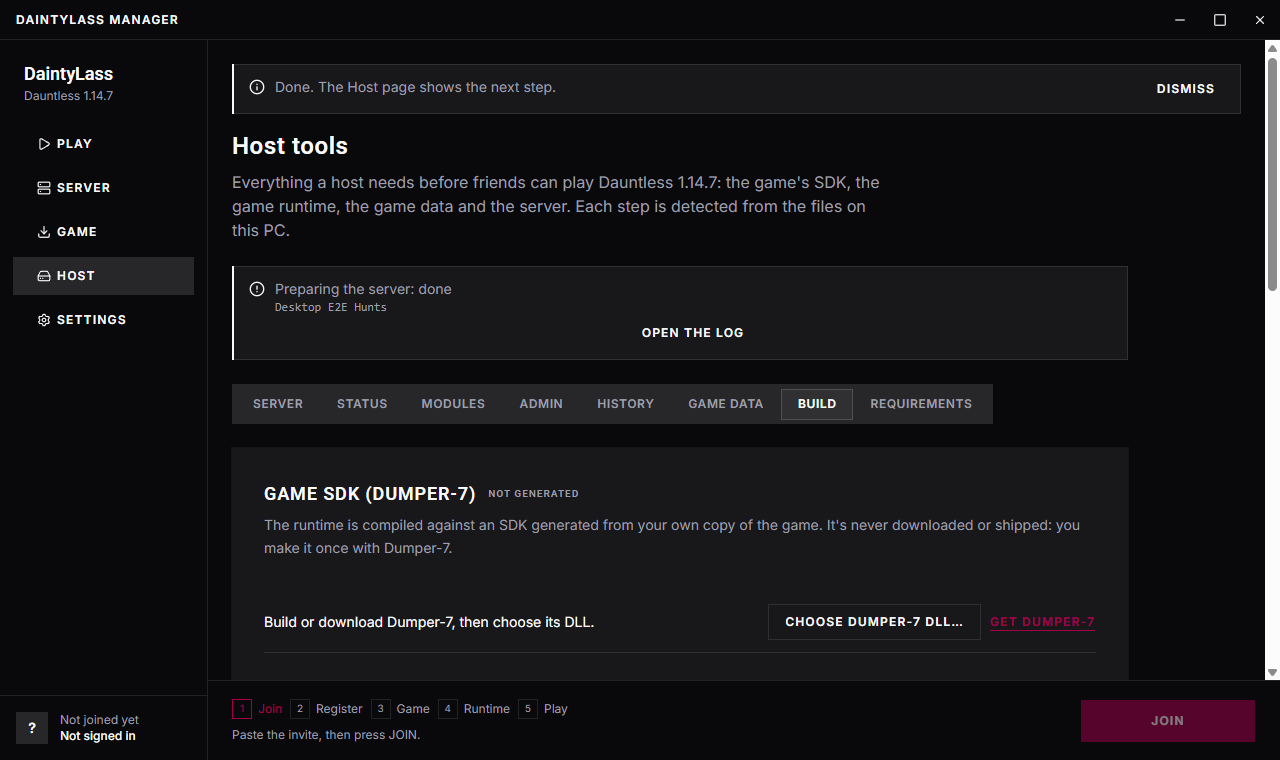 DAINTYLASS MANAGER
DaintyLass
Dauntless 1.14.7
PLAY
SERVER
GAME
HOST
SETTINGS
? Not joined yet
Not signed in
Done. The Host page shows the next step. DISMISS
Host tools
Everything a host needs before friends can play Dauntless 1.14.7: the game's SDK, the
game runtime, the game data and the server. Each step is detected from the files on
this PC.
Preparing the server: done
Desktop E2E Hunts
OPEN THE LOG
SERVER STATUS MODULES ADMIN HISTORY GAME DATA BUILD REQUIREMENTS
GAME SDK (DUMPER-7) NOT GENERATED
The runtime is compiled against an SDK generated from your own copy of the game. It's never downloaded or shipped: you
make it once with Dumper-7.
Build or download Dumper-7, then choose its DLL. CHOOSE DUMPER-7 DLL... GET DUMPER-7
1 Join 2 Register 3 Game 4 Runtime 5 Play
Paste the invite, then press JOIN.
JOIN